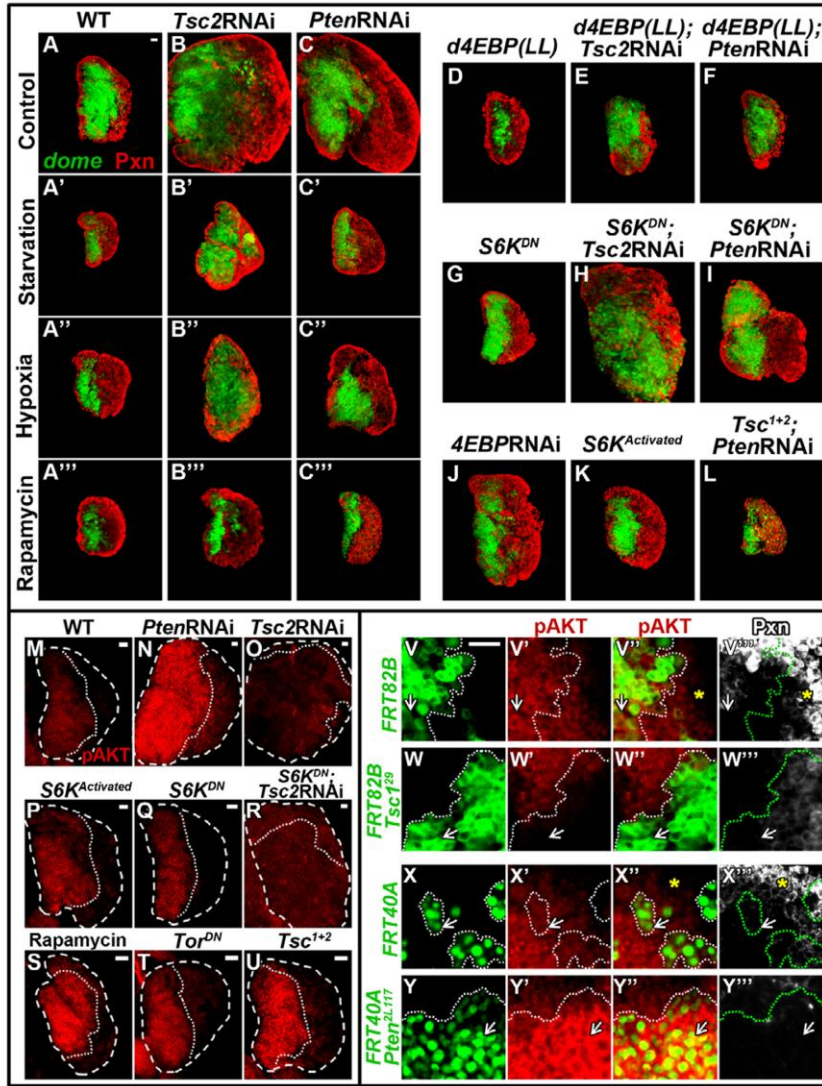 WT Tsc2RNAi PtenRNAi
Control A B C
dome Pxn
Starvation A' B' C'
Hypoxia A'' B'' C''
Rapamycin A''' B''' C'''
d4EBP(LL) d4EBP(LL); Tsc2RNAi d4EBP(LL); PtenRNAi
D E F
S6K^DN S6K^DN; Tsc2RNAi S6K^DN; PtenRNAi
G H I
4EBPRNAi S6K^Activated Tsc^1+2; PtenRNAi
J K L
WT PtenRNAi Tsc2RNAi
M N O
pAKT
S6K^Activated S6K^DN S6K^DN; Tsc2RNAi
P Q R
Rapamycin Tor^DN Tsc^1+2
S T U
pAKT pAKT Pxn
FRT82B V V' V'' V'''
*
*
FRT82B Tsc1^29 W W' W'' W'''
FRT40A X X' X'' X'''
*
*
FRT40A Pten^2L117 Y Y' Y'' Y'''